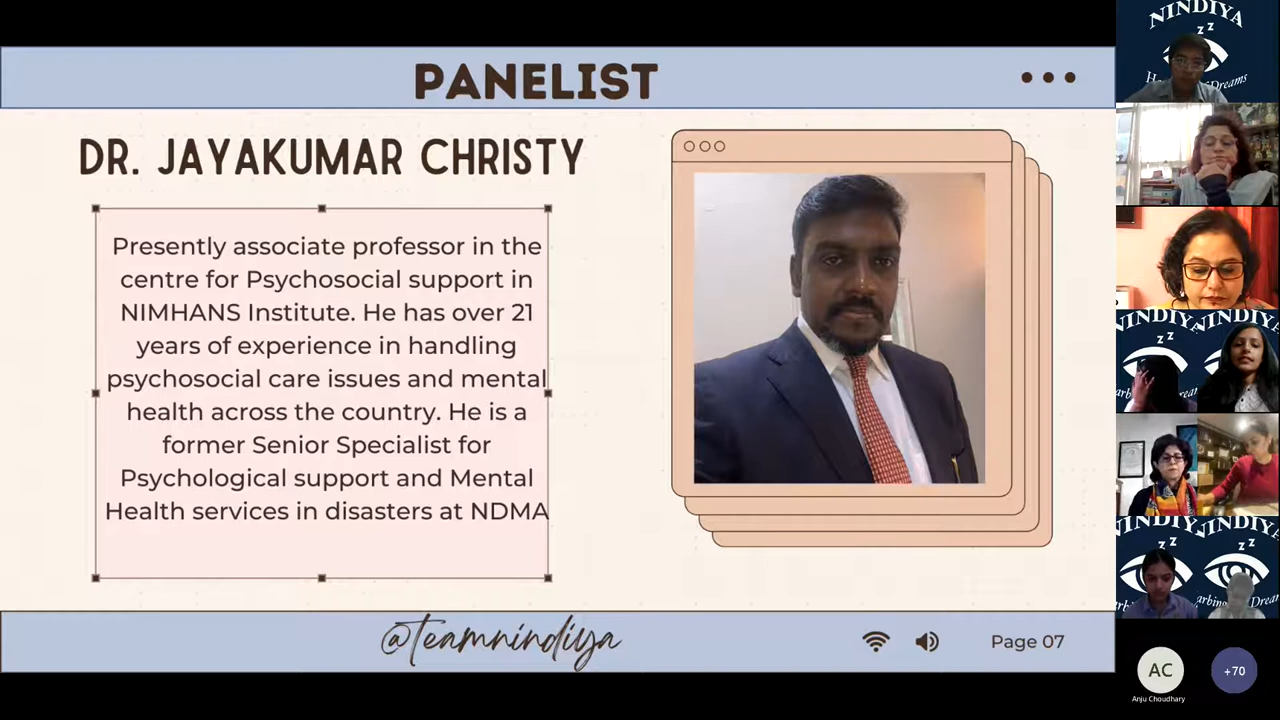 PANELIST
DR. JAYAKUMAR CHRISTY
Presently associate professor in the
centre for Psychosocial support in
NIMHANS Institute. He has over 21
years of experience in handling
psychosocial care issues and mental
health across the country. He is a
former Senior Specialist for
Psychological support and Mental
Health services in disasters at NDMA
@teamnindiya
Page 07
NINDIYA
z z
Dreams
NINDIYA
NINDIYA
z z
AC
+70
Anju Choudhary